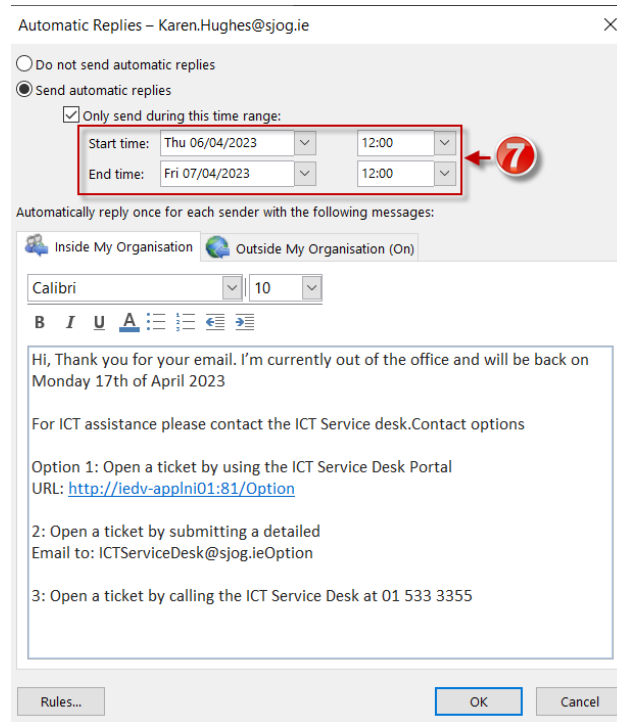 Automatic Replies – Karen.Hughes@sjog.ie
Do not send automatic replies
Send automatic replies
Only send during this time range:
Start time: Thu 06/04/2023 12:00
7
End time: Fri 07/04/2023 12:00
Automatically reply once for each sender with the following messages:
Inside My Organisation Outside My Organisation (On)
Calibri 10
B I U A
Hi, Thank you for your email. I'm currently out of the office and will be back on
Monday 17th of April 2023
For ICT assistance please contact the ICT Service desk.Contact options
Option 1: Open a ticket by using the ICT Service Desk Portal
URL: http://iedv-applni01:81/Option
2: Open a ticket by submitting a detailed
Email to: ICTServiceDesk@sjog.ieOption
3: Open a ticket by calling the ICT Service Desk at 01 533 3355
Rules... OK Cancel